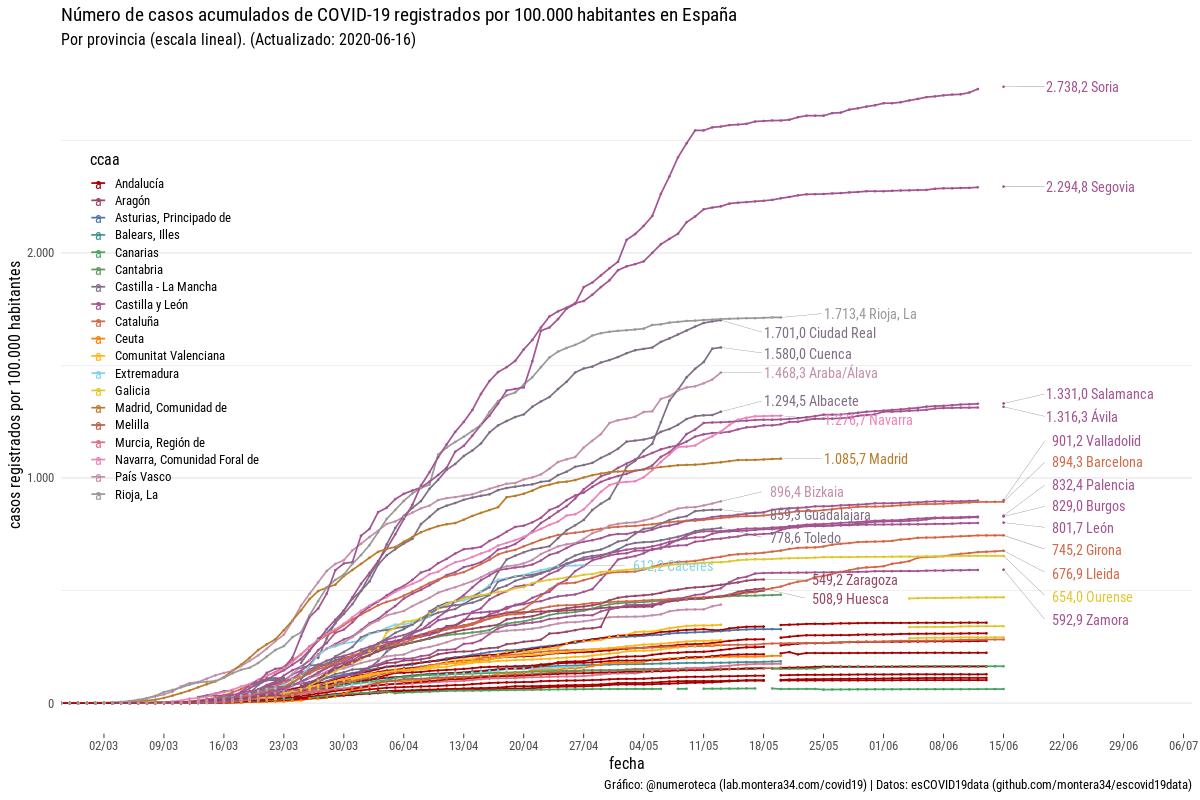 Número de casos acumulados de COVID-19 registrados por 100.000 habitantes en España
Por provincia (escala lineal). (Actualizado: 2020-06-16)
casos registrados por 100.000 habitantes
2.000
1.000
0
ccaa
Andalucía
Aragón
Asturias, Principado de
Balears, Illes
Canarias
Cantabria
Castilla - La Mancha
Castilla y León
Cataluña
Ceuta
Comunitat Valenciana
Extremadura
Galicia
Madrid, Comunidad de
Melilla
Murcia, Región de
Navarra, Comunidad Foral de
País Vasco
Rioja, La
2.738,2 Soria
2.294,8 Segovia
1.713,4 Rioja, La
1.701,0 Ciudad Real
1.580,0 Cuenca
1.468,3 Araba/Álava
1.294,5 Albacete
1.276,7 Navarra
1.085,7 Madrid
896,4 Bizkaia
859,3 Guadalajara
778,6 Toledo
612,2 Cáceres
549,2 Zaragoza
508,9 Huesca
1.331,0 Salamanca
1.316,3 Ávila
901,2 Valladolid
894,3 Barcelona
832,4 Palencia
829,0 Burgos
801,7 León
745,2 Girona
676,9 Lleida
654,0 Ourense
592,9 Zamora
02/03 09/03 16/03 23/03 30/03 06/04 13/04 20/04 27/04 04/05 11/05 18/05 25/05 01/06 08/06 15/06 22/06 29/06 06/07
fecha
Gráfico: @numeroteca (lab.montera34.com/covid19) | Datos: esCOVID19data (github.com/montera34/escovid19data)